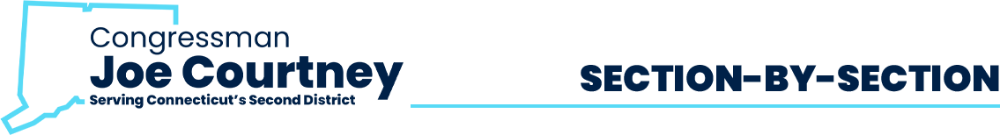 Congressman
Joe Courtney
Serving Connecticut's Second District
SECTION-BY-SECTION